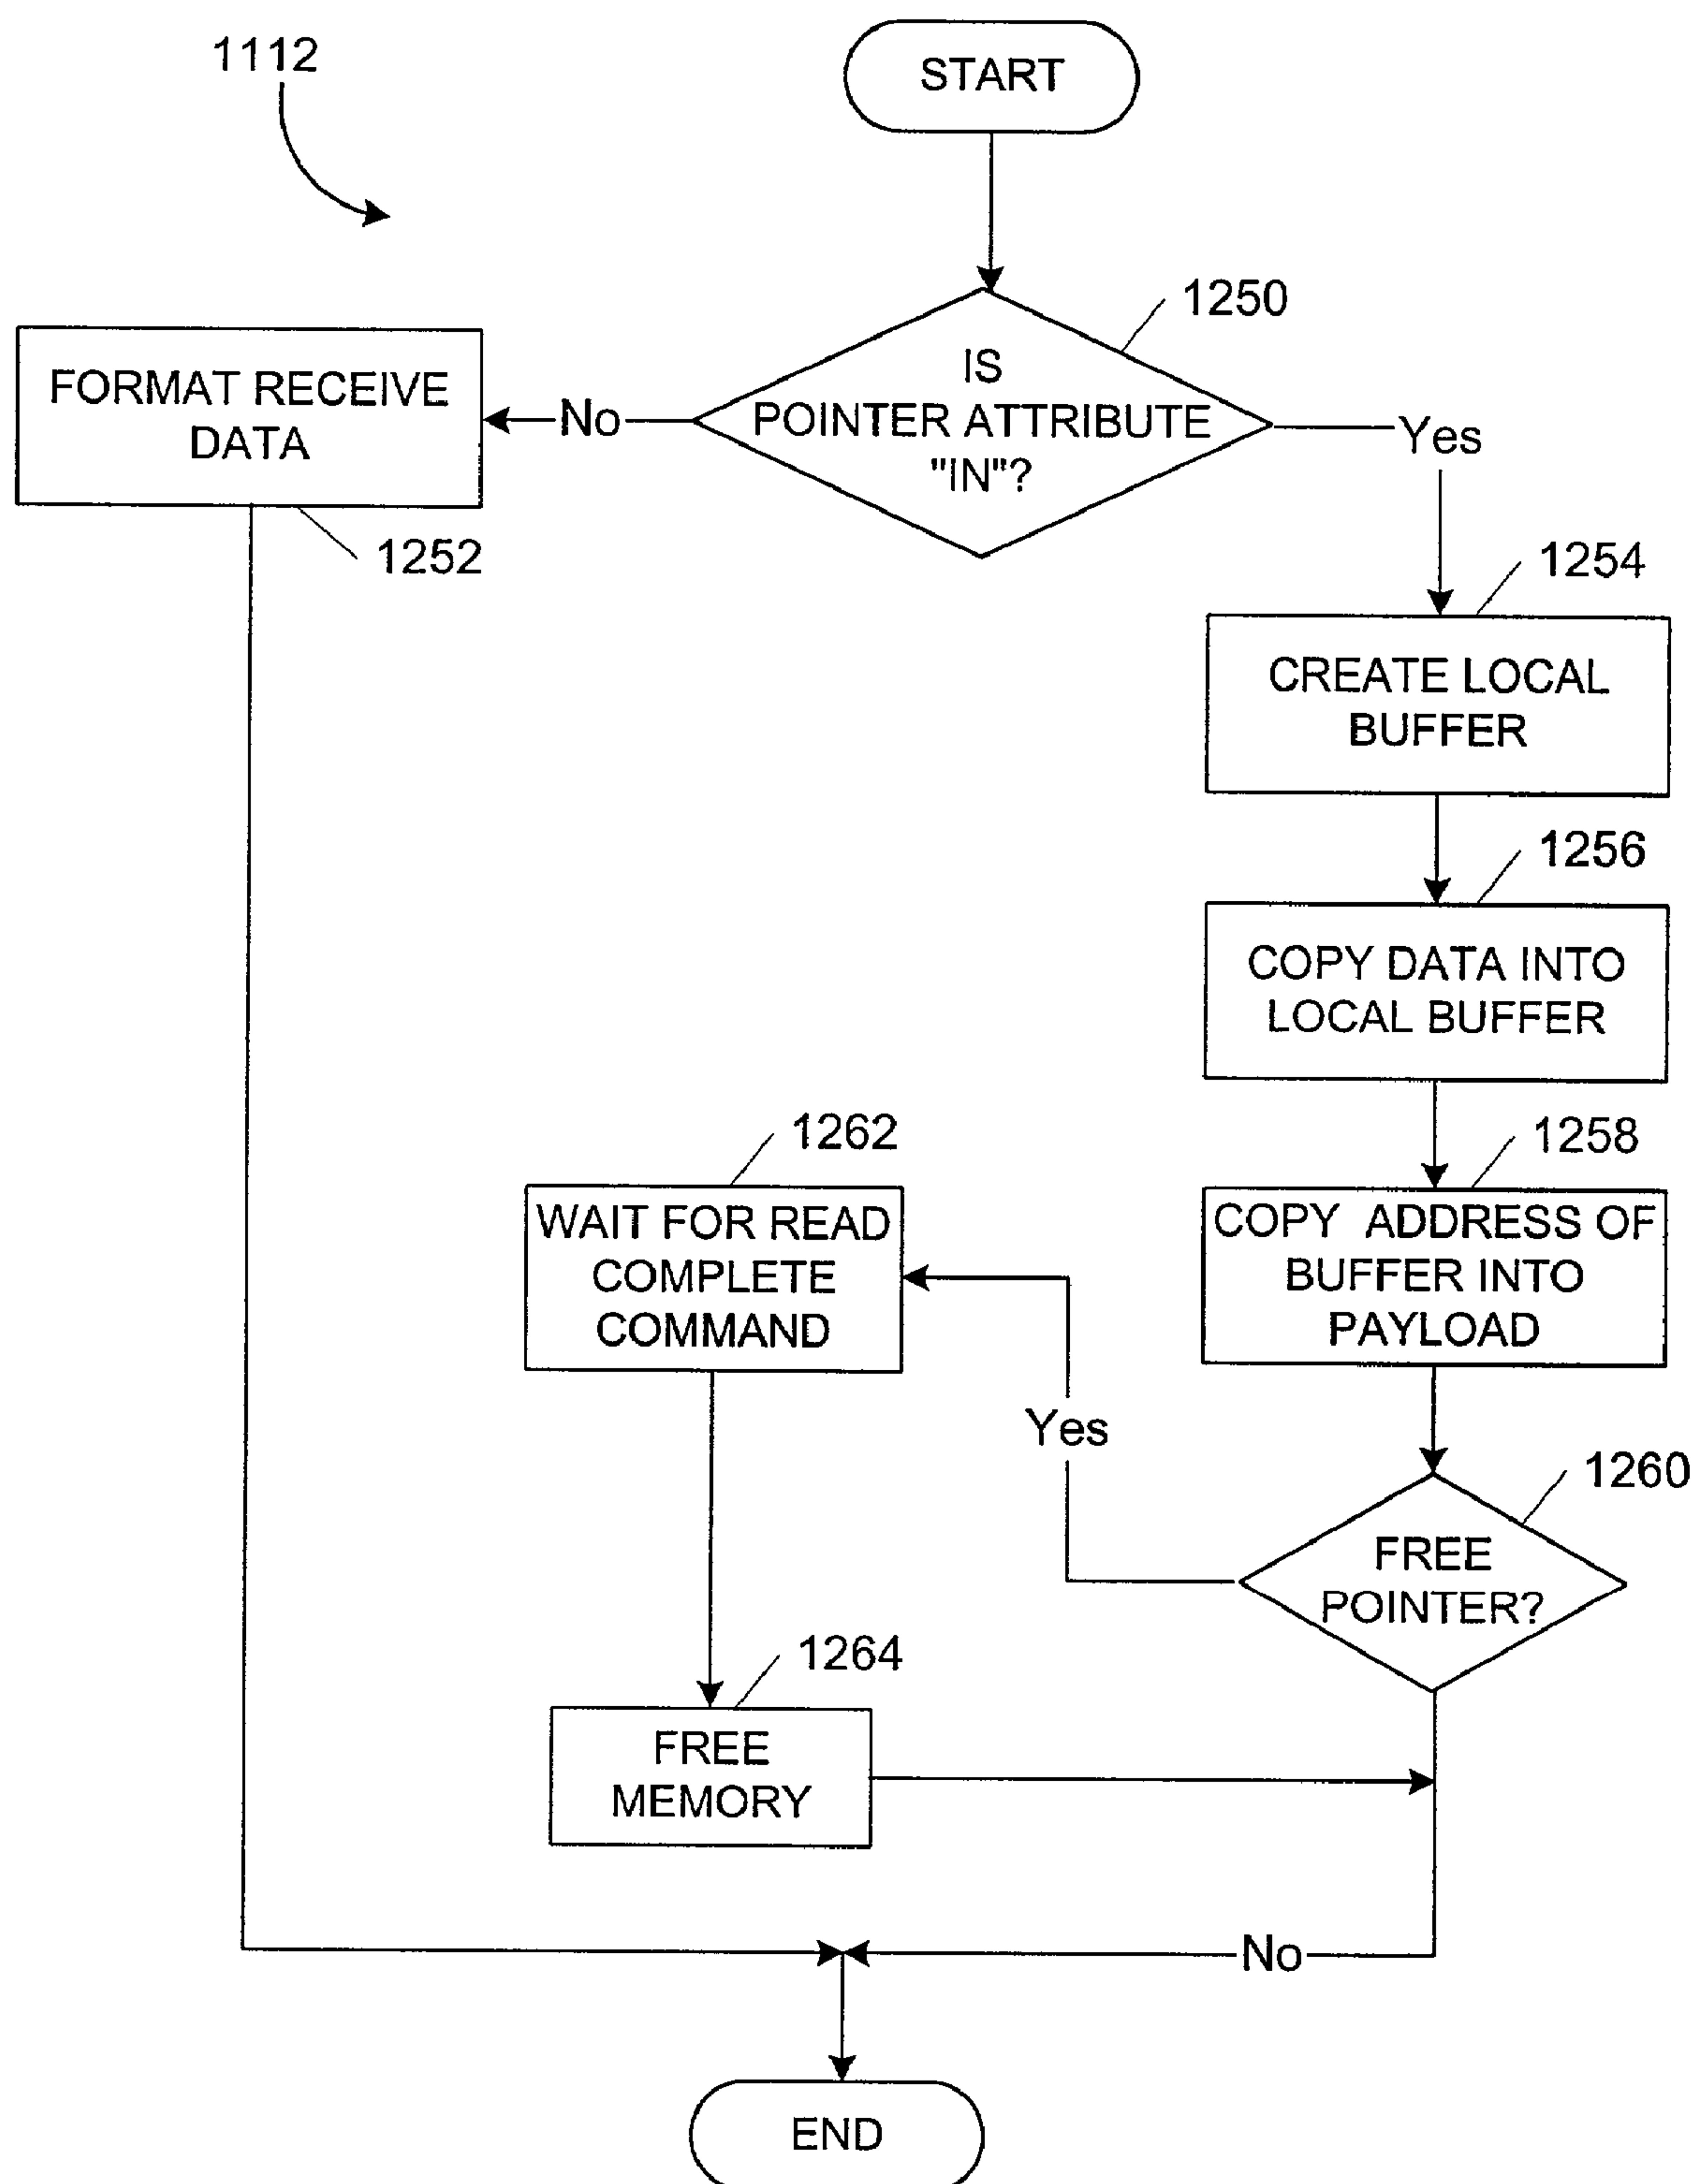 1112
START
1250
IS
POINTER ATTRIBUTE
"IN"?
No
Yes
FORMAT RECEIVE
DATA
1252
1254
CREATE LOCAL
BUFFER
1256
COPY DATA INTO
LOCAL BUFFER
1258
COPY ADDRESS OF
BUFFER INTO
PAYLOAD
1262
WAIT FOR READ
COMPLETE
COMMAND
Yes
1260
FREE
POINTER?
1264
FREE
MEMORY
No
END